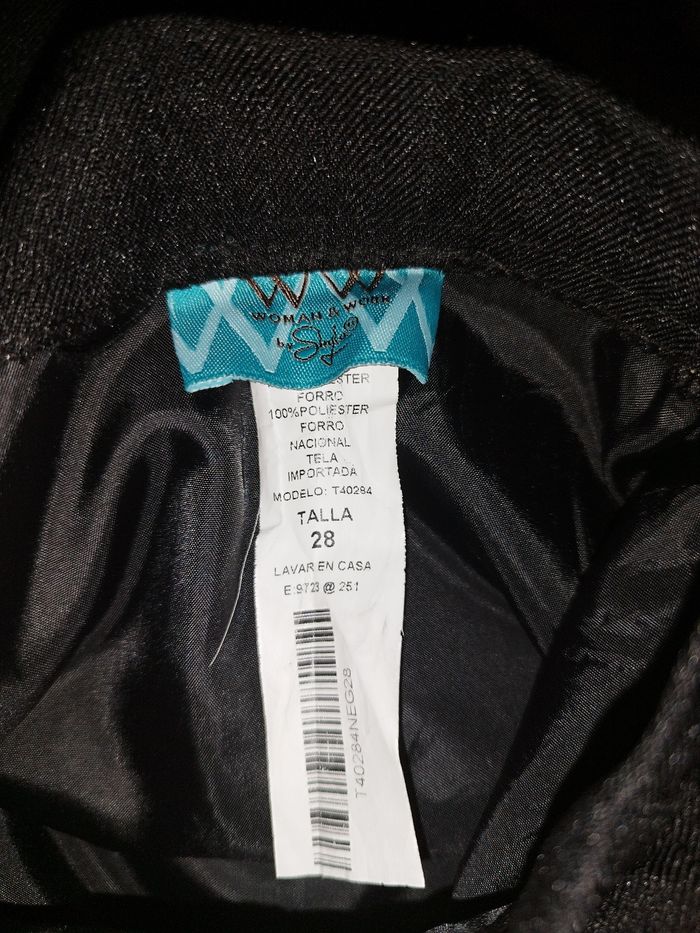 WOMAN & WORK
by
STER
FORRO
100%POLIESTER
FORRO
NACIONAL
TELA
IMPORTADA
MODELO: T40284
TALLA
28
LAVAR EN CASA
E:9723 @ 251
T40284NEG28